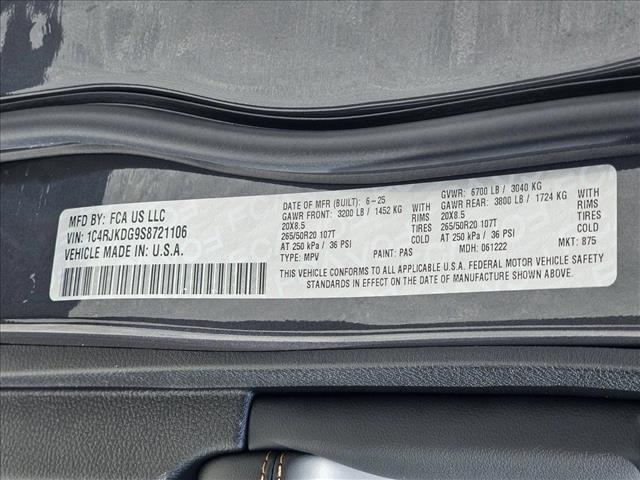 MFD BY: FCA US LLC
VIN: 1C4RJKDG9S8721106
VEHICLE MADE IN U.S.A.
DATE OF MFR (BUILT): 6-25
GAWR FRONT: 3200 LB / 1452 KG WITH
20X8.5 RIMS
265/50R20 107T TIRES
AT 250 kPa / 36 PSI
TYPE: MPV PAINT: PAS
GVWR: 6700 LB / 3040 KG
GAWR REAR: 3800 LB / 1724 KG WITH
20X8.5 RIMS
265/50R20 107T TIRES
AT 250 kPa / 36 PSI
MDH: 061222 MKT: 875
THIS VEHICLE CONFORMS TO ALL APPLICABLE U.S.A. FEDERAL MOTOR VEHICLE SAFETY
STANDARDS IN EFFECT ON THE DATE OF MANUFACTURE SHOWN ABOVE